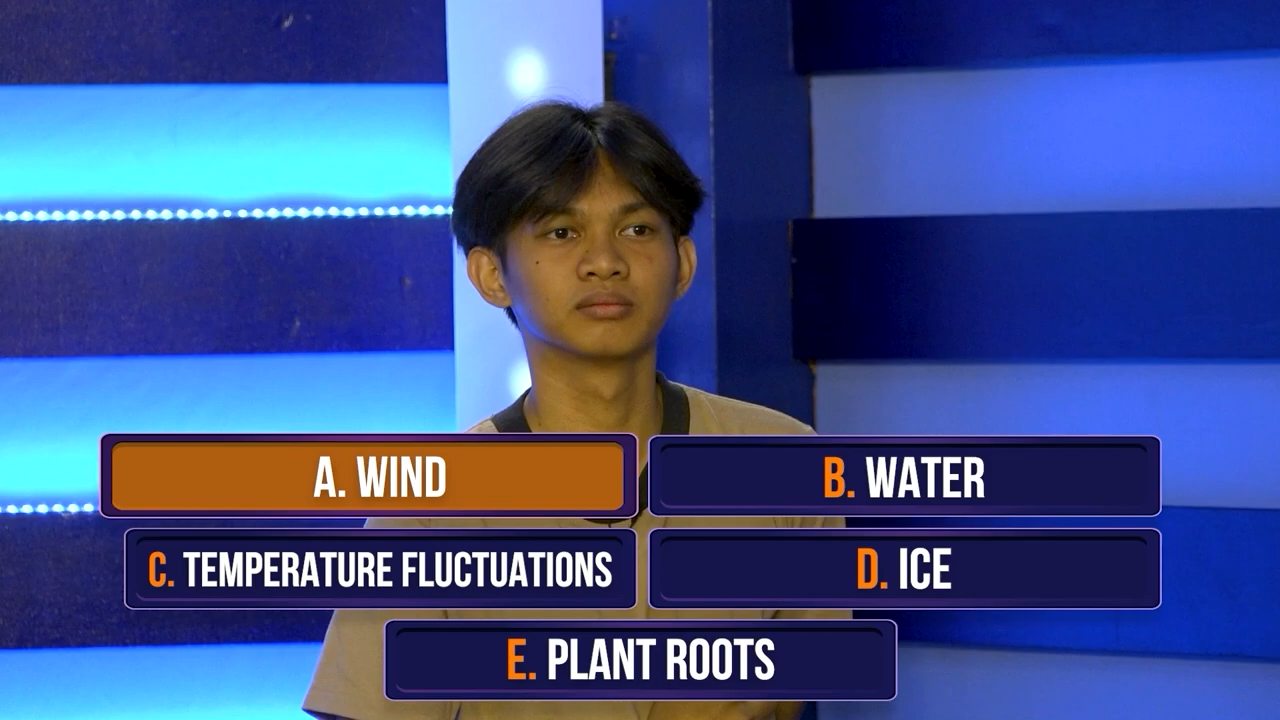 A. WIND
B. WATER
C. TEMPERATURE FLUCTUATIONS
D. ICE
E. PLANT ROOTS